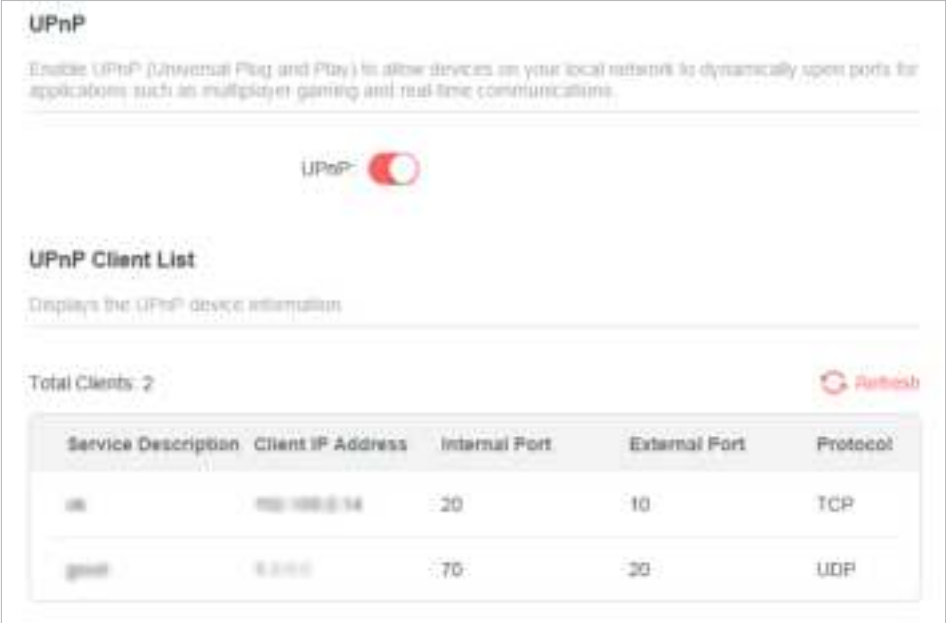 UPnP
Enable UPnP (Universal Plug and Play) to allow devices on your local network to dynamically open ports for
applications such as multiplayer gaming and real-time communications.
UPnP:
UPnP Client List
Displays the UPnP device information.
Total Clients: 2
Refresh
Service Description Client IP Address Internal Port External Port Protocol
20 10 TCP
70 20 UDP